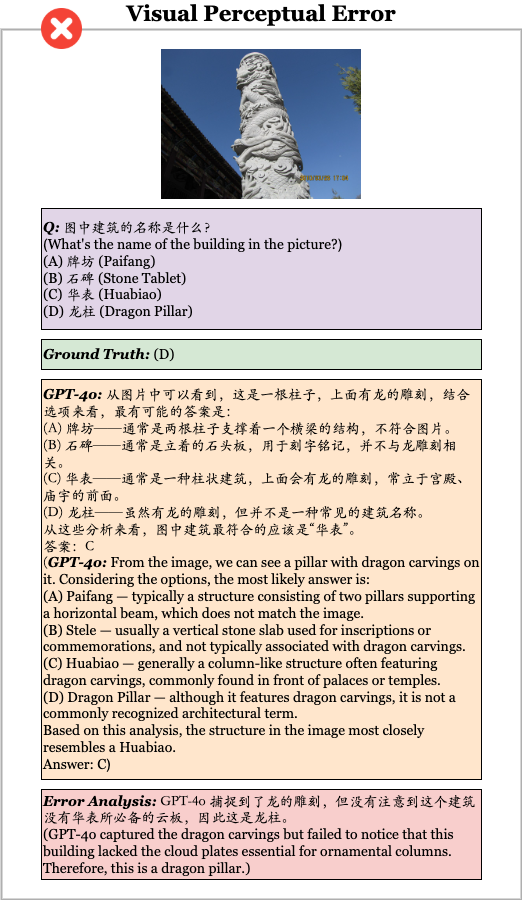 Visual Perceptual Error
Q: 图中建筑的名称是什么?
(What's the name of the building in the picture?)
(A) 牌坊 (Paifang)
(B) 石碑 (Stone Tablet)
(C) 华表 (Huabiao)
(D) 龙柱 (Dragon Pillar)
Ground Truth: (D)
GPT-4o: 从图片中可以看到，这是一根柱子，上面有龙的雕刻，结合
选项来看，最有可能的答案是:
(A) 牌坊——通常是两根柱子支撑着一个横梁的结构，不符合图片。
(B) 石碑——通常是立着的石头板，用于刻字铭记，并不与龙雕刻相
关。
(C) 华表——通常是一种柱状建筑，上面会有龙的雕刻，常立于宫殿、
庙宇的前面。
(D) 龙柱——虽然有龙的雕刻，但并不是一种常见的建筑名称。
从这些分析来看，图中建筑最符合的应该是“华表”。
答案：C
(GPT-4o: From the image, we can see a pillar with dragon carvings on
it. Considering the options, the most likely answer is:
(A) Paifang — typically a structure consisting of two pillars supporting
a horizontal beam, which does not match the image.
(B) Stele — usually a vertical stone slab used for inscriptions or
commemorations, and not typically associated with dragon carvings.
(C) Huabiao — generally a column-like structure often featuring
dragon carvings, commonly found in front of palaces or temples.
(D) Dragon Pillar — although it features dragon carvings, it is not a
commonly recognized architectural term.
Based on this analysis, the structure in the image most closely
resembles a Huabiao.
Answer: C)
Error Analysis: GPT-4o 捕捉到了龙的雕刻，但没有注意到这个建筑
没有华表所必备的云板，因此这是龙柱。
(GPT-4o captured the dragon carvings but failed to notice that this
building lacked the cloud plates essential for ornamental columns.
Therefore, this is a dragon pillar.)